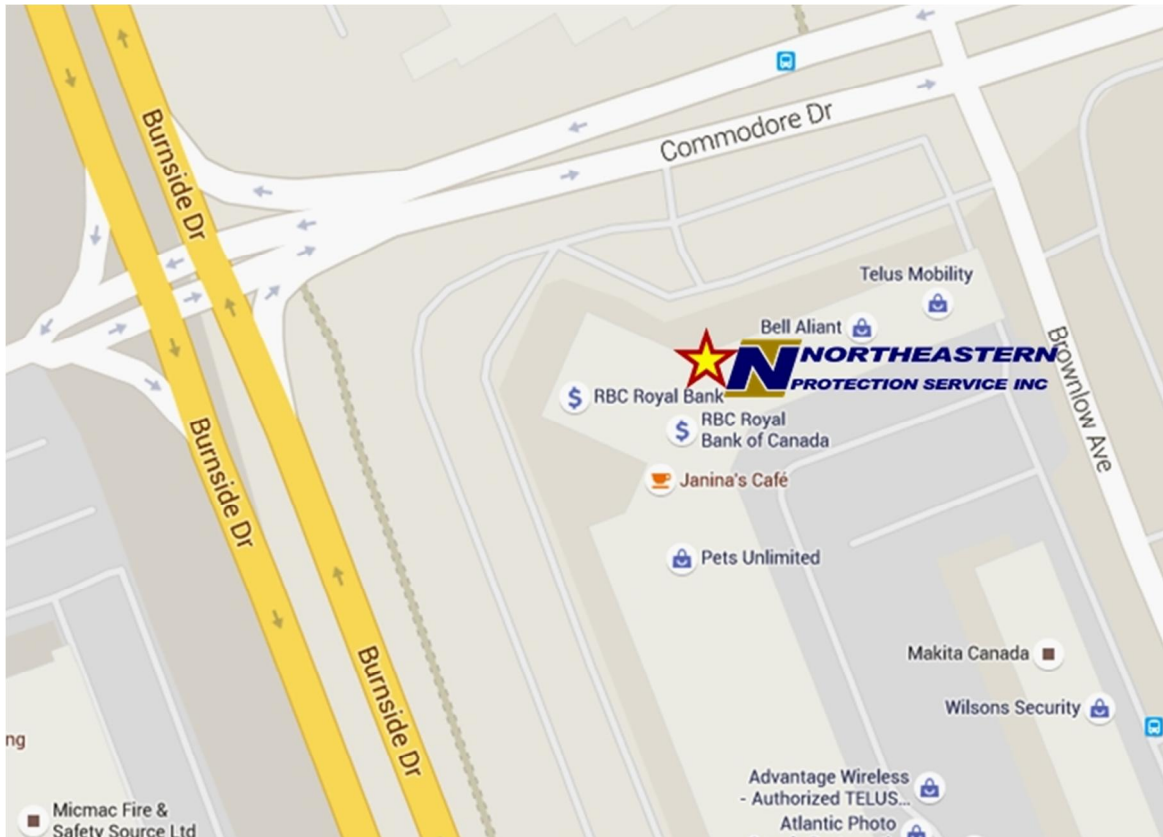 Burnside Dr
Commodore Dr
Telus Mobility
Bell Aliant
NORTHEASTERN
PROTECTION SERVICE INC
N
RBC Royal Bank
RBC Royal
Bank of Canada
Janina's Café
Brownlow Ave
Burnside Dr
Pets Unlimited
Makita Canada
Wilsons Security
Burnside Dr
ng
Advantage Wireless
- Authorized TELUS...
Atlantic Photo
Micmac Fire &
Safety Source Ltd